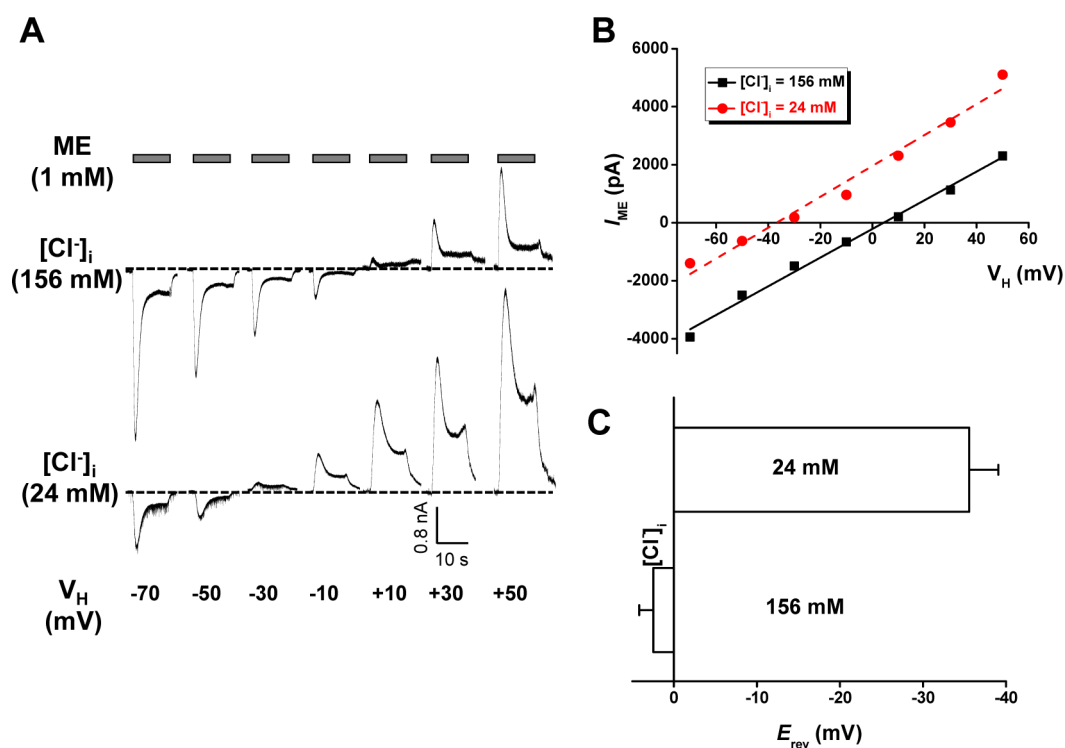 A
ME
(1 mM)
[Cl⁻]ᵢ
(156 mM)
[Cl⁻]ᵢ
(24 mM)
0.8 nA
10 s
V_H
(mV)
-70 -50 -30 -10 +10 +30 +50
B
6000
4000
2000
0
-2000
-4000
I_ME (pA)
[Cl⁻]ᵢ = 156 mM
[Cl⁻]ᵢ = 24 mM
-60 -40 -20 0 20 40 60
V_H (mV)
C
24 mM
156 mM
[Cl⁻]ᵢ
0 -10 -20 -30 -40
E_rev (mV)